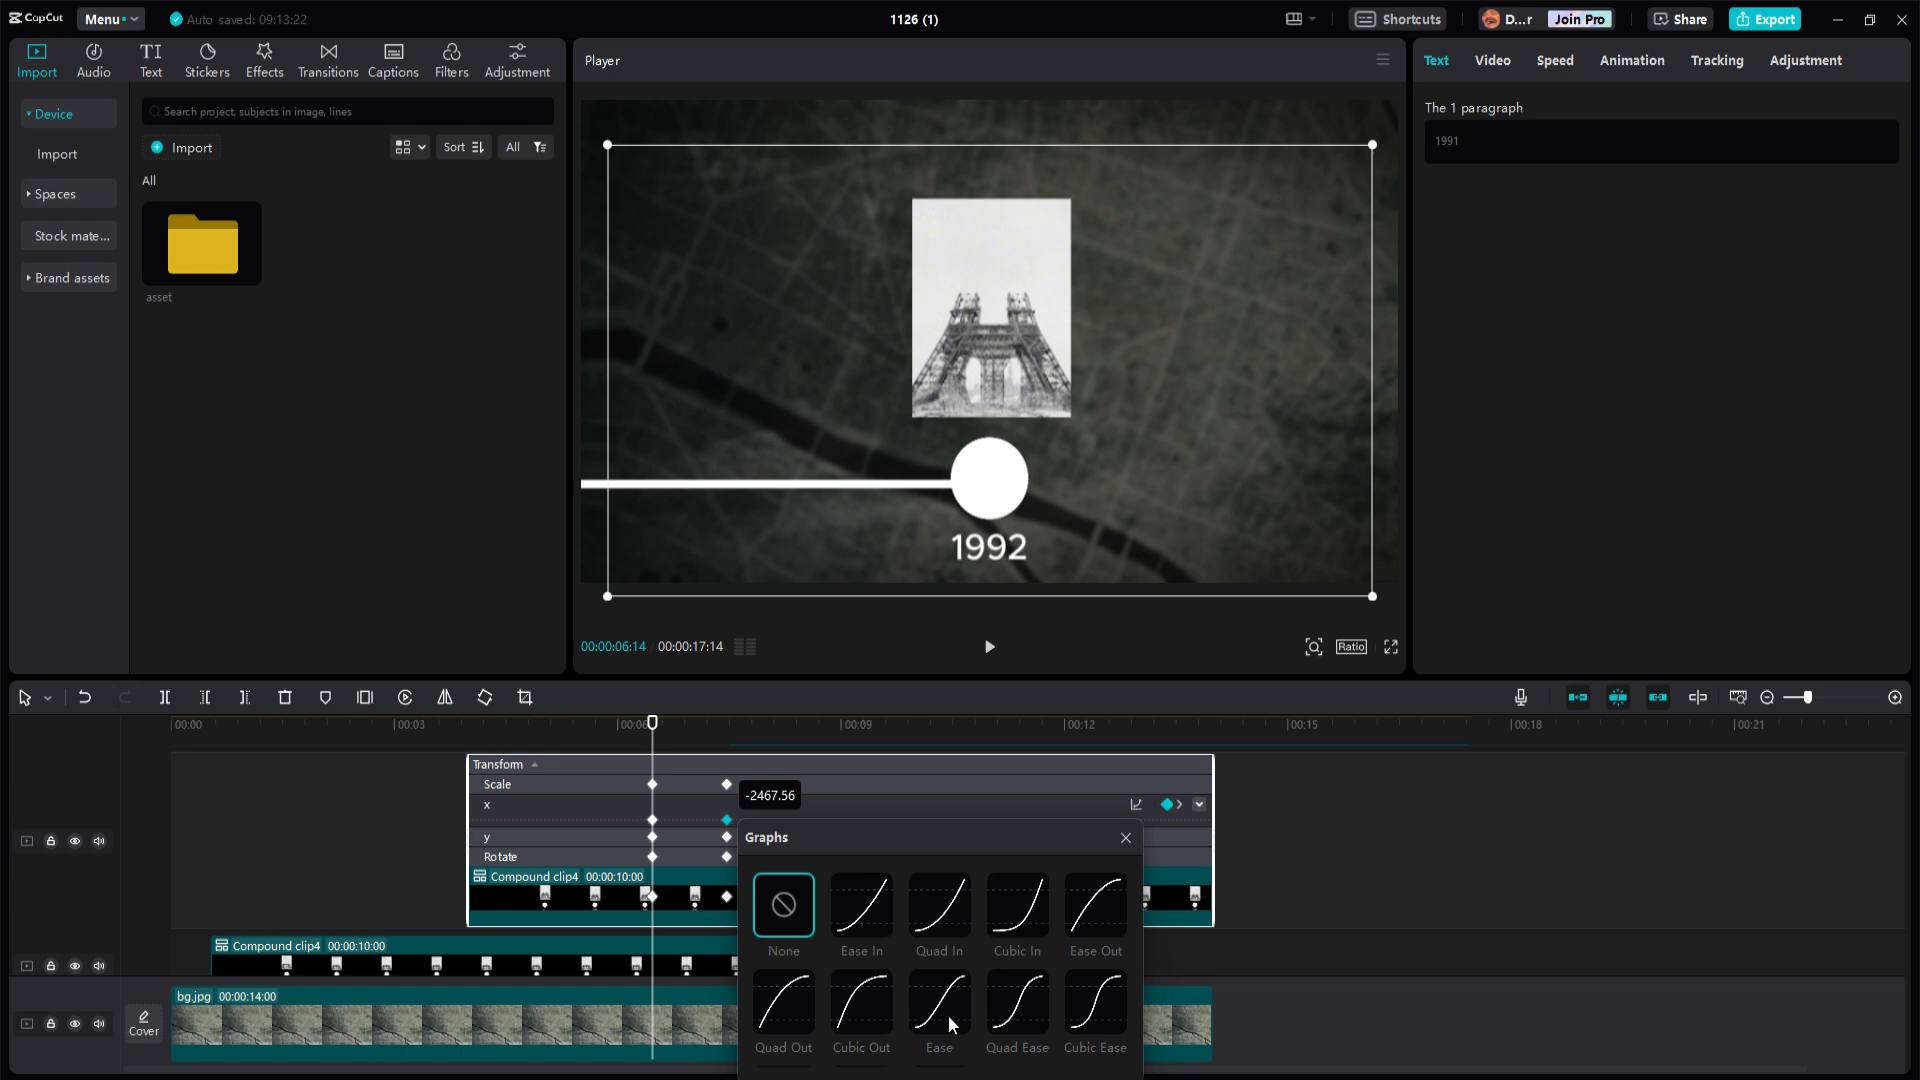 CapCut
Menu
Auto saved: 09:13:22
1126 (1)
Shortcuts
D...r
Join Pro
Share
Export
Import
Audio
Text
Stickers
Effects
Transitions
Captions
Filters
Adjustment
Device
Import
Spaces
Stock mate...
Brand assets
Search project, subjects in image, lines
Import
Sort
All
All
asset
Player
1992
00:00:06:14
00:00:17:14
Ratio
Text
Video
Speed
Animation
Tracking
Adjustment
The 1 paragraph
1991
00:00
00:03
00:06
00:09
00:12
00:15
00:18
00:21
Transform
Scale
x
y
Rotate
-2467.56
Compound clip4 00:00:10:00
Compound clip4 00:00:10:00
bg.jpg 00:00:14:00
Cover
Graphs
None
Ease In
Quad In
Cubic In
Ease Out
Quad Out
Cubic Out
Ease
Quad Ease
Cubic Ease